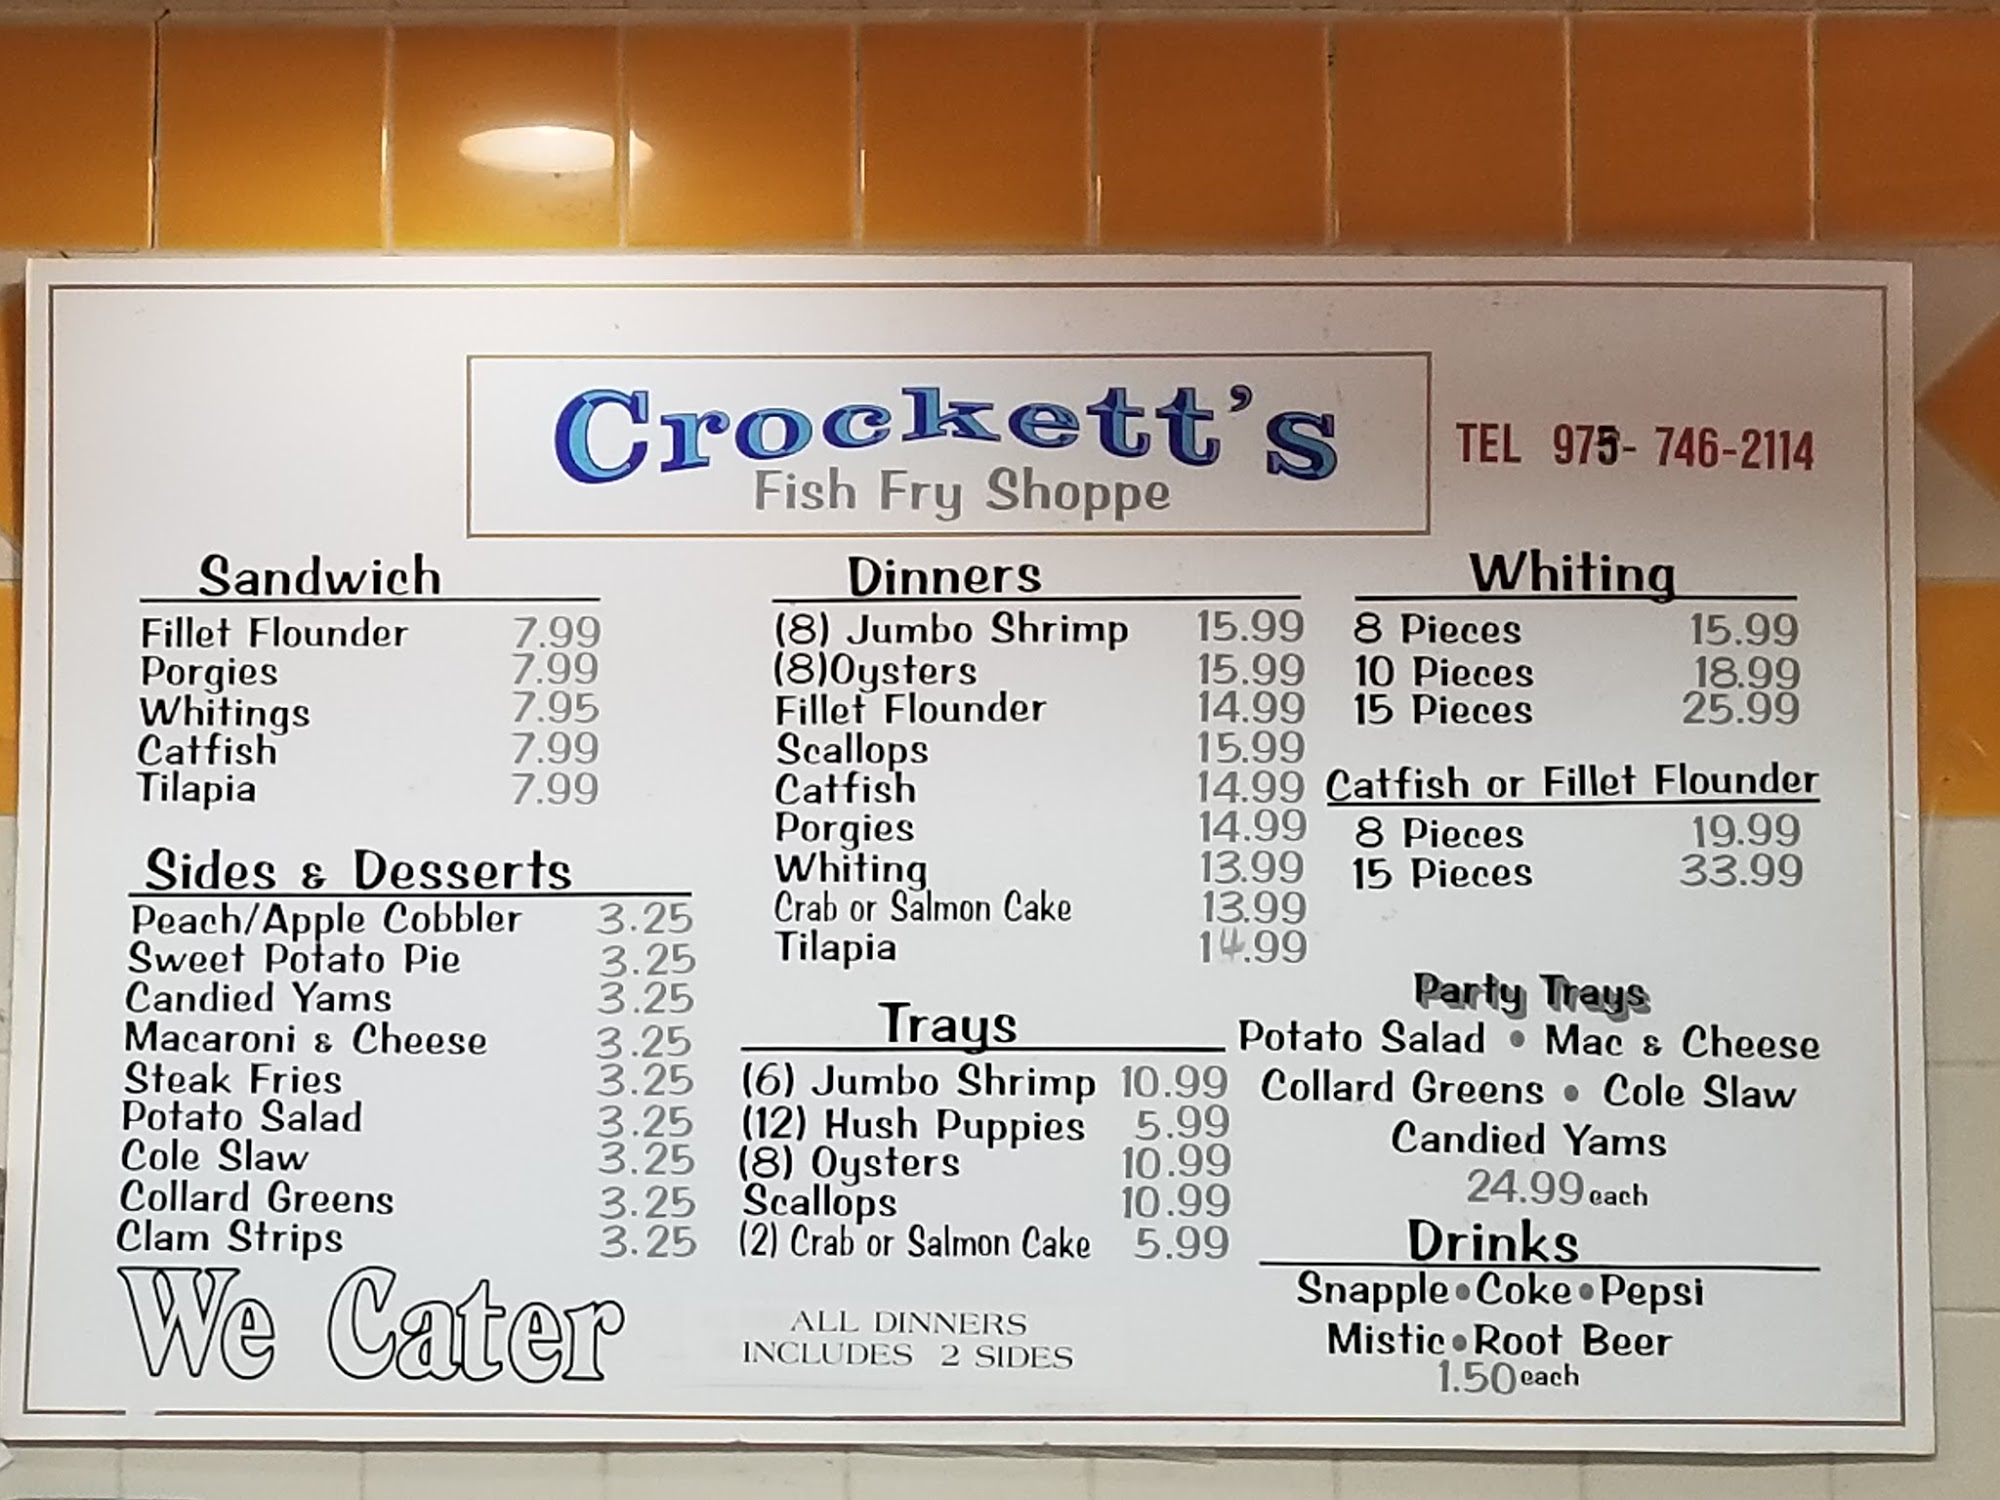 Crockett's
Fish Fry Shoppe
TEL 975-746-2114
Sandwich
Fillet Flounder 7.99
Porgies 7.99
Whitings 7.95
Catfish 7.99
Tilapia 7.99
Sides & Desserts
Peach/Apple Cobbler 3.25
Sweet Potato Pie 3.25
Candied Yams 3.25
Macaroni & Cheese 3.25
Steak Fries 3.25
Potato Salad 3.25
Cole Slaw 3.25
Collard Greens 3.25
Clam Strips 3.25
We Cater
Dinners
(8) Jumbo Shrimp 15.99
(8)Oysters 15.99
Fillet Flounder 14.99
Scallops 15.99
Catfish 14.99
Porgies 14.99
Whiting 13.99
Crab or Salmon Cake 13.99
Tilapia 14.99
Trays
(6) Jumbo Shrimp 10.99
(12) Hush Puppies 5.99
(8) Oysters 10.99
Scallops 10.99
(2) Crab or Salmon Cake 5.99
ALL DINNERS
INCLUDES 2 SIDES
Whiting
8 Pieces 15.99
10 Pieces 18.99
15 Pieces 25.99
Catfish or Fillet Flounder
8 Pieces 19.99
15 Pieces 33.99
Party Trays
Potato Salad • Mac & Cheese
Collard Greens • Cole Slaw
Candied Yams
24.99 each
Drinks
Snapple • Coke • Pepsi
Mistic • Root Beer
1.50 each